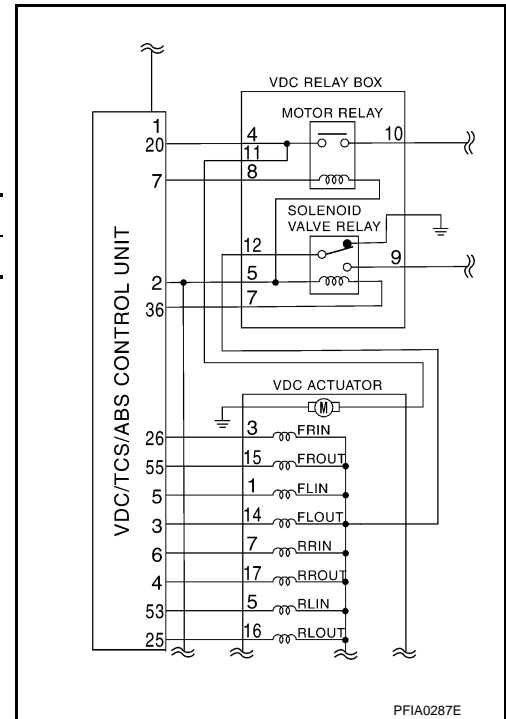 VDC RELAY BOX
MOTOR RELAY
1
20 4 10
11
7 8
SOLENOID
VALVE RELAY
12 9
2 5
36 7
VDC/TCS/ABS CONTROL UNIT
VDC ACTUATOR
M
26 3 FRIN
55 15 FROUT
5 1 FLIN
3 14 FLOUT
6 7 RRIN
4 17 RROUT
53 5 RLIN
25 16 RLOUT
PFIA0287E